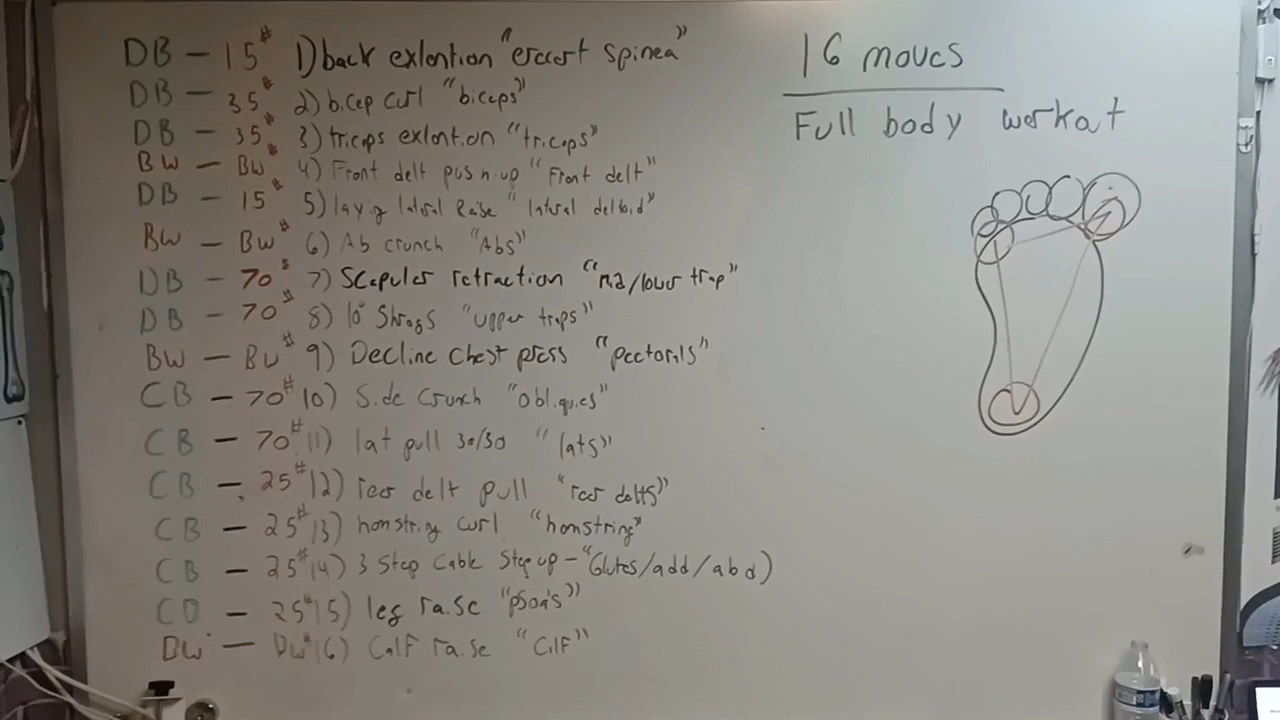 DB - 15# 1) back extontion "erccrt spinea"
DB - 35# 2) bicep curl "biceps"
DB - 35# 3) triceps extontion "triceps"
BW - BW# 4) Front delt push-up "Front delt"
DB - 15# 5) laying lateral Raise "lateral deltoid"
BW - BW# 6) Ab crunch "Abs"
DB - 70# 7) Scapuler retraction "mid/lower trap"
DB - 70# 8) 10° Shrugs "upper traps"
BW - BW# 9) Decline Chest press "pectorils"
CB - 70# 10) Side Crunch "Obliques"
CB - 70# 11) lat pull 30/30 "lats"
CB - 25# 12) rear delt pull "rear delts"
CB - 25# 13) hamstring curl "hamstring"
CB - 25# 14) 3 Step Cable Step up - "Glutes/add/abd)
CB - 25# 15) leg raise "psoas"
BW - BW# 16) Calf raise "Calf"
16 moves
Full body workat